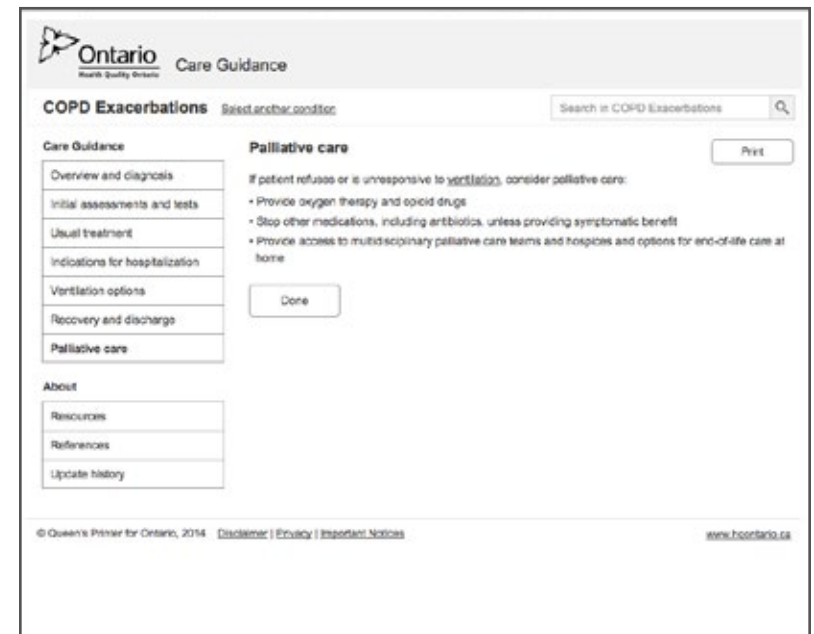 Ontario
Health Quality Ontario
Care Guidance
COPD Exacerbations Select another condition
Search in COPD Exacerbations
Care Guidance
Overview and diagnosis
Initial assessments and tests
Usual treatment
Indications for hospitalization
Ventilation options
Recovery and discharge
Palliative care
About
Resources
References
Update history
Palliative care
Print
If patient refuses or is unresponsive to ventilation, consider palliative care:
• Provide oxygen therapy and opioid drugs
• Stop other medications, including antibiotics, unless providing symptomatic benefit
• Provide access to multidisciplinary palliative care teams and hospices and options for end-of-life care at
home
Done
© Queen's Printer for Ontario, 2014 Disclaimer | Privacy | Important Notices
www.hqontario.ca